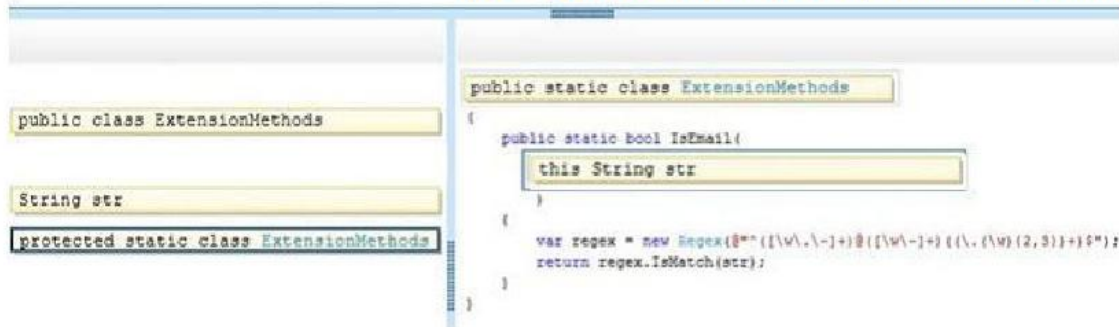 public class ExtensionMethods
String str
protected static class ExtensionMethods
public static class ExtensionMethods
{
public static bool IsEmail(
this String str
)
{
var regex = new Regex(@"^([\w\.\-]+)@([\w\-]+)((\.(\w){2,3})+)$");
return regex.IsMatch(str);
}
}